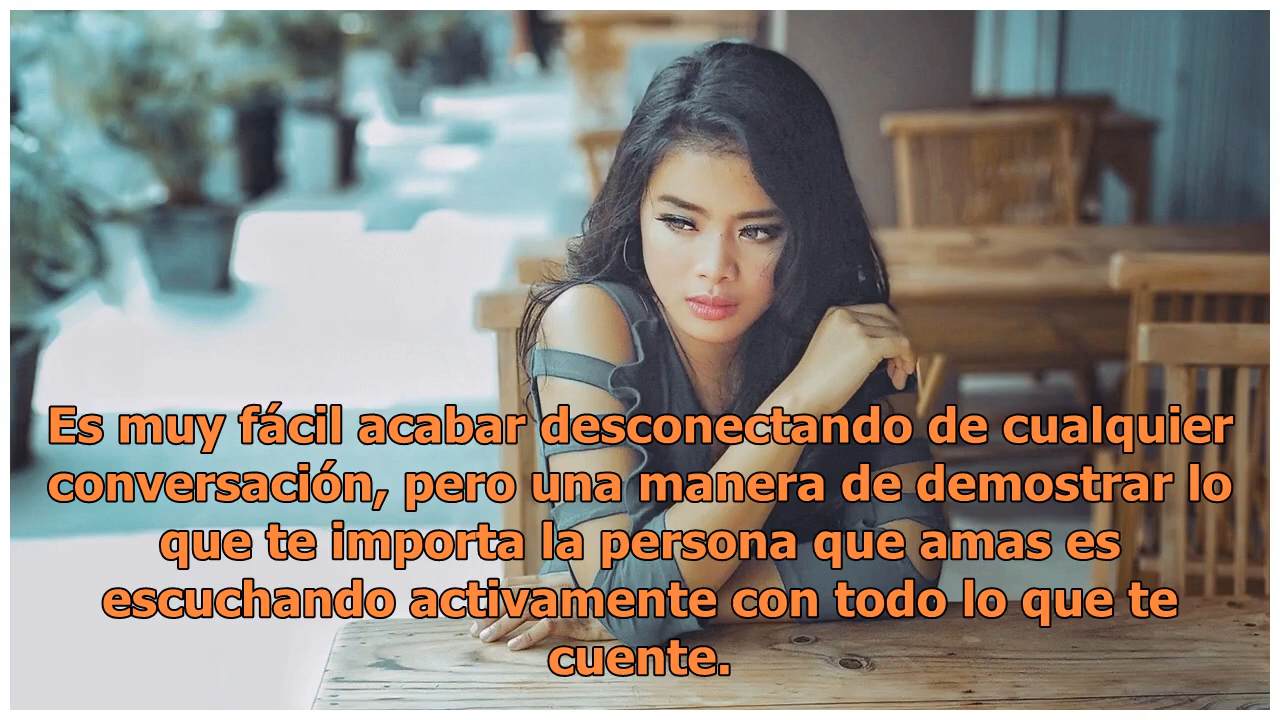 Es muy fácil acabar desconectando de cualquier
conversación, pero una manera de demostrar lo
que te importa la persona que amas es
escuchando activamente con todo lo que te
cuente.